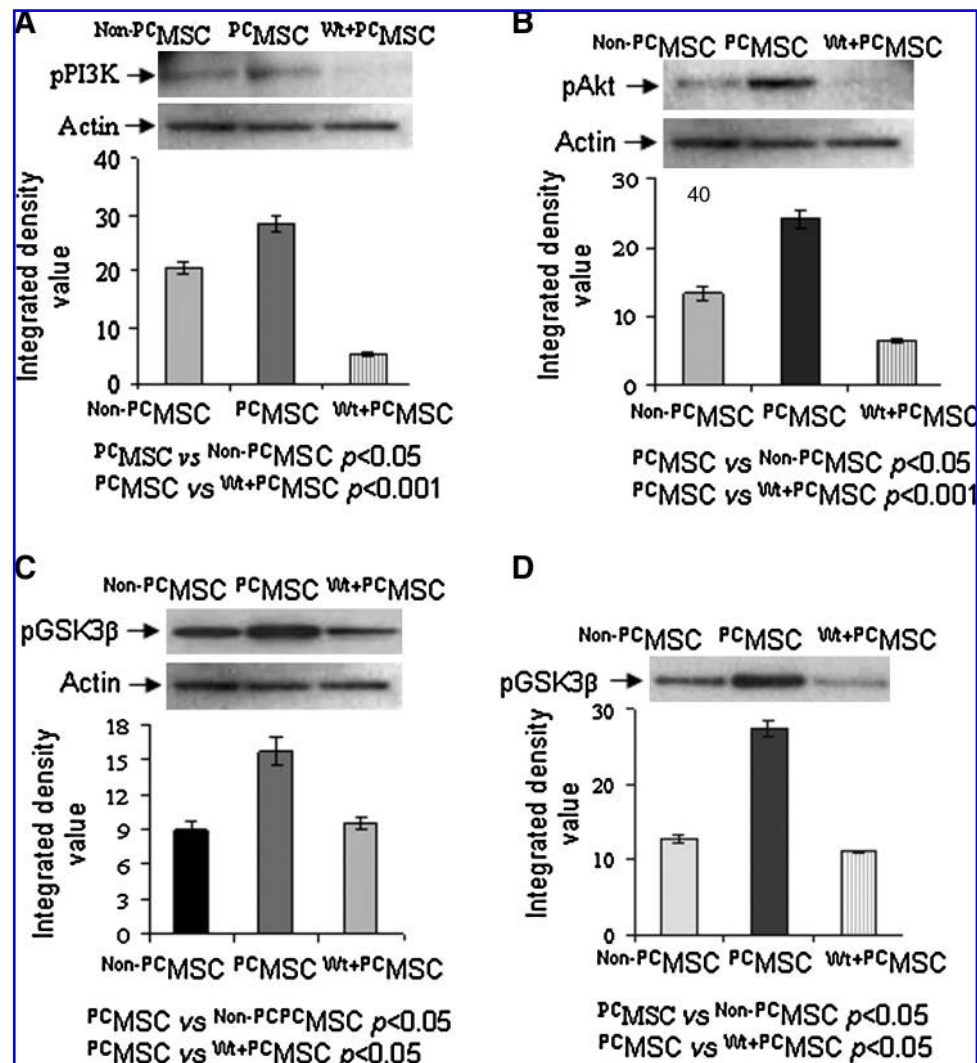 A
Non-PCMSC PCMSC Wt+PCMSC
pPI3K
Actin
40
30
20
10
0
Integrated density
value
Non-PCMSC PCMSC Wt+PCMSC
PCMSC vs Non-PCMSC p<0.05
PCMSC vs Wt+PCMSC p<0.001
B
Non-PCMSC PCMSC Wt+PCMSC
pAkt
Actin
40
30
20
10
0
Integrated density
value
Non-PCMSC PCMSC Wt+PCMSC
PCMSC vs Non-PCMSC p<0.05
PCMSC vs Wt+PCMSC p<0.001
C
Non-PCMSC PCMSC Wt+PCMSC
pGSK3β
Actin
18
15
12
9
6
3
0
Integrated density
value
Non-PCMSC PCMSC Wt+PCMSC
PCMSC vs Non-PCPCMSC p<0.05
PCMSC vs Wt+PCMSC p<0.05
D
Non-PCMSC PCMSC Wt+PCMSC
pGSK3β
30
20
10
0
Integrated density
value
Non-PCMSC PCMSC Wt+PCMSC
PCMSC vs Non-PCMSC p<0.05
PCMSC vs Wt+PCMSC p<0.05